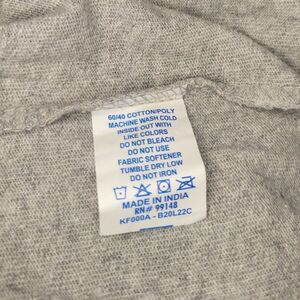 60/40 COTTON/POLY
MACHINE WASH COLD
INSIDE OUT WITH
LIKE COLORS
DO NOT BLEACH
DO NOT USE
FABRIC SOFTENER
TUMBLE DRY LOW
DO NOT IRON
MADE IN INDIA
RN# 99148
KF000A - B20L22C